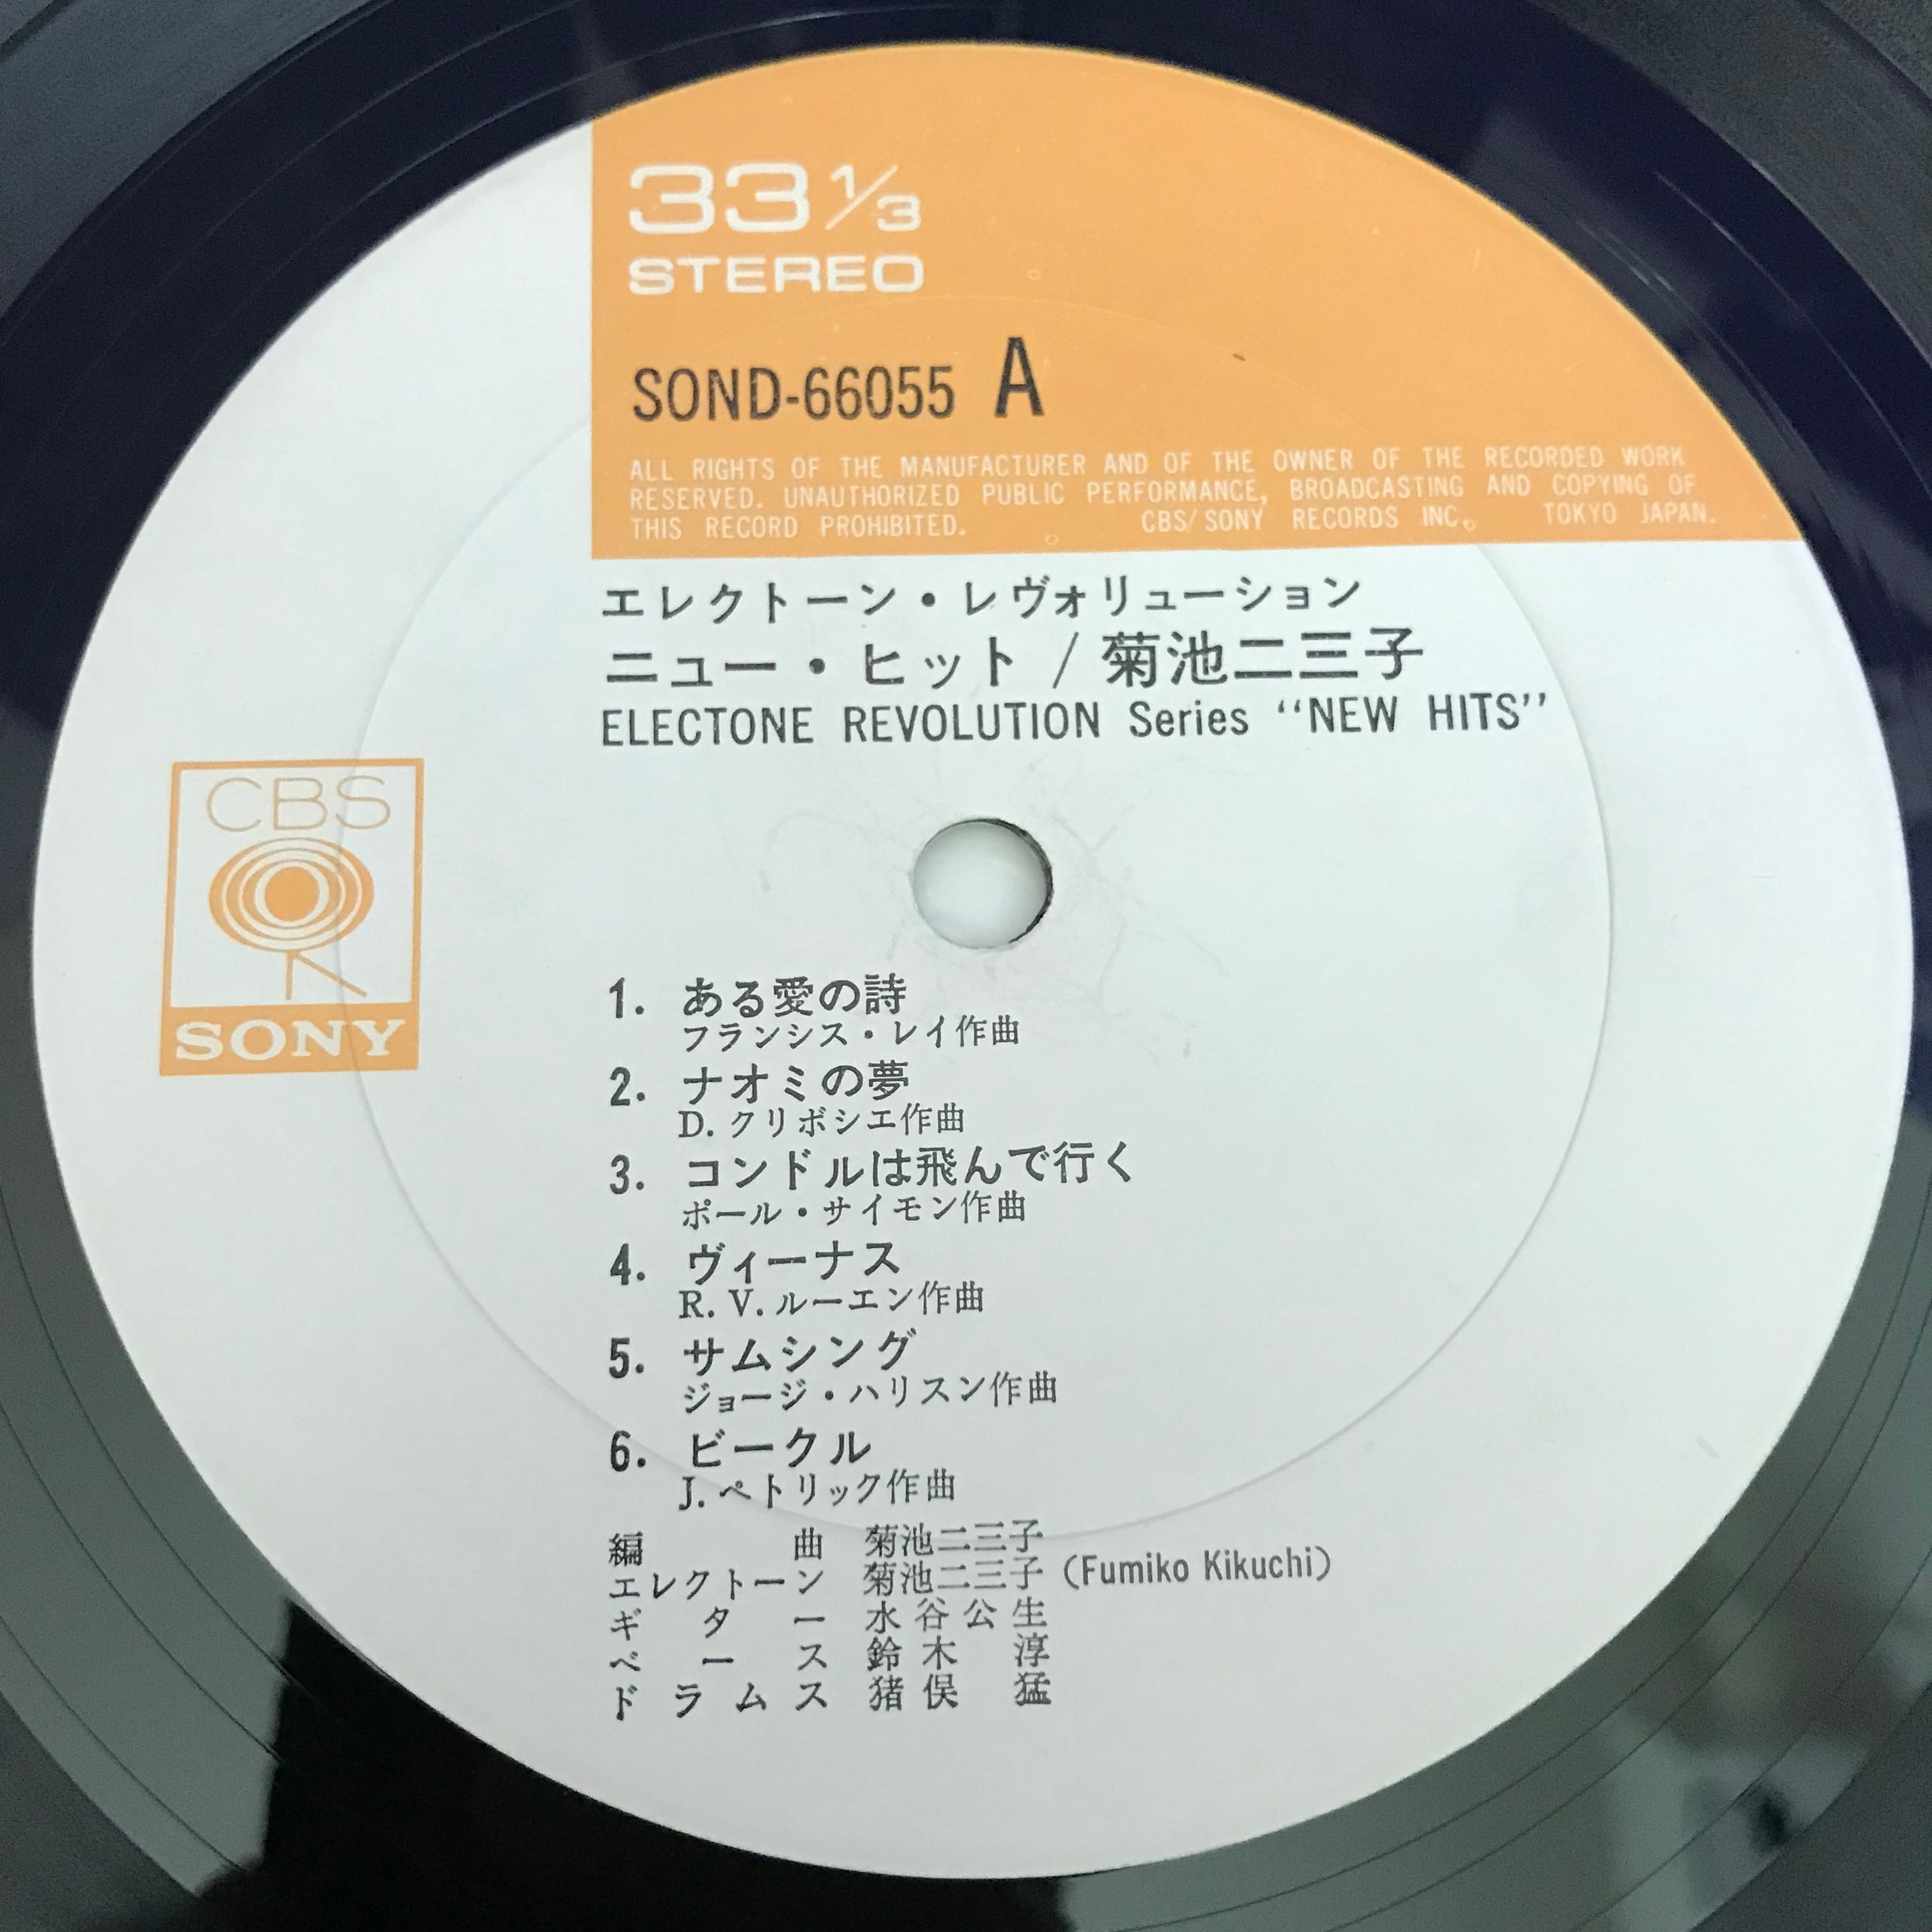 33 1/3
STEREO
SOND-66055 A
ALL RIGHTS OF THE MANUFACTURER AND OF THE OWNER OF THE RECORDED WORK
RESERVED. UNAUTHORIZED PUBLIC PERFORMANCE, BROADCASTING AND COPYING OF
THIS RECORD PROHIBITED. CBS/SONY RECORDS INC. TOKYO JAPAN.
エレクトーン・レヴォリューション
ニュー・ヒット / 菊池二三子
ELECTONE REVOLUTION Series “NEW HITS”
CBS
SONY
1. ある愛の詩
フランシス・レイ作曲
2. ナオミの夢
D. クリボシエ作曲
3. コンドルは飛んで行く
ポール・サイモン作曲
4. ヴィーナス
R. V. ルーエン作曲
5. サムシング
ジョージ・ハリスン作曲
6. ビークル
J. ペトリック作曲
編曲 菊池二三子
エレクトーン 菊池二三子 (Fumiko Kikuchi)
ギター 水谷公生
ベース 鈴木淳
ドラムス 猪俣猛